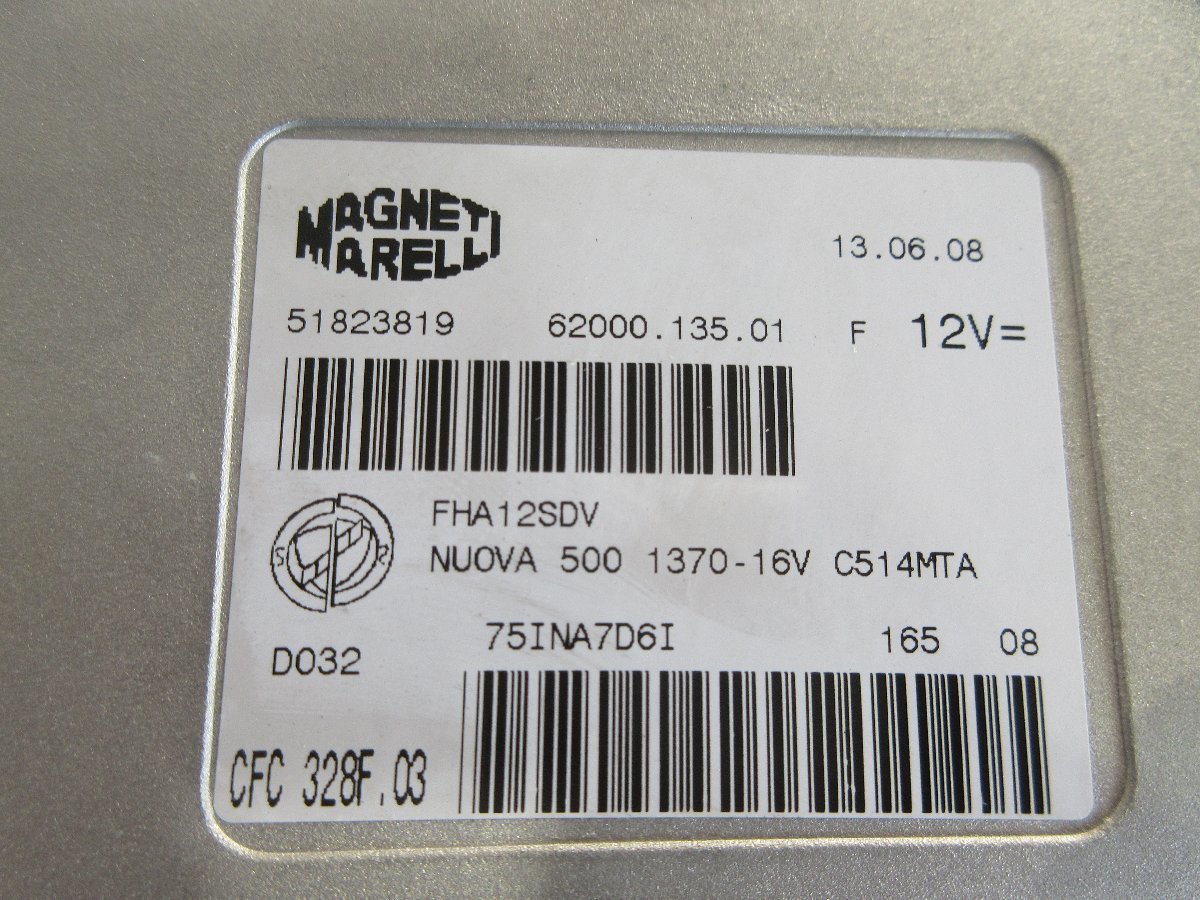 MAGNETI
MARELLI
13.06.08
51823819 62000.135.01 F 12V=
FHA12SDV
NUOVA 500 1370-16V C514MTA
S R
75INA7D6I 165 08
D032
CFC 328F.03